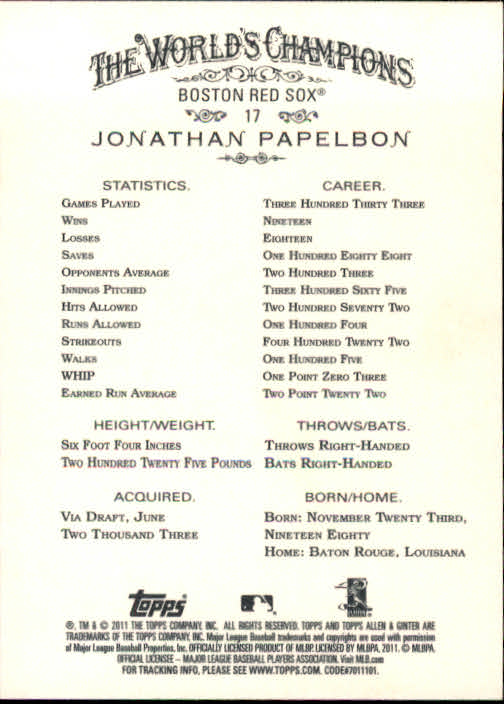 THE WORLD'S CHAMPIONS
BOSTON RED SOX®
17
JONATHAN PAPELBON
STATISTICS. CAREER.
GAMES PLAYED THREE HUNDRED THIRTY THREE
WINS NINETEEN
LOSSES EIGHTEEN
SAVES ONE HUNDRED EIGHTY EIGHT
OPPONENTS AVERAGE TWO HUNDRED THREE
INNINGS PITCHED THREE HUNDRED SIXTY FIVE
HITS ALLOWED TWO HUNDRED SEVENTY TWO
RUNS ALLOWED ONE HUNDRED FOUR
STRIKEOUTS FOUR HUNDRED TWENTY TWO
WALKS ONE HUNDRED FIVE
WHIP ONE POINT ZERO THREE
EARNED RUN AVERAGE TWO POINT TWENTY TWO
HEIGHT/WEIGHT. THROWS/BATS.
SIX FOOT FOUR INCHES THROWS RIGHT-HANDED
TWO HUNDRED TWENTY FIVE POUNDS BATS RIGHT-HANDED
ACQUIRED. BORN/HOME.
VIA DRAFT, JUNE BORN: NOVEMBER TWENTY THIRD,
TWO THOUSAND THREE NINETEEN EIGHTY
HOME: BATON ROUGE, LOUISIANA
Topps
®, TM & © 2011 THE TOPPS COMPANY, INC. ALL RIGHTS RESERVED. TOPPS AND TOPPS ALLEN & GINTER ARE
TRADEMARKS OF THE TOPPS COMPANY, INC. Major League Baseball trademarks and copyrights are used with permission
of Major League Baseball Properties, Inc. OFFICIALLY LICENSED PRODUCT OF MLBP. LICENSED BY MLBPA, 2011. © MLBPA.
OFFICIAL LICENSEE – MAJOR LEAGUE BASEBALL PLAYERS ASSOCIATION. Visit MLB.com
FOR TRACKING INFO, PLEASE SEE WWW.TOPPS.COM. CODE#7011101.